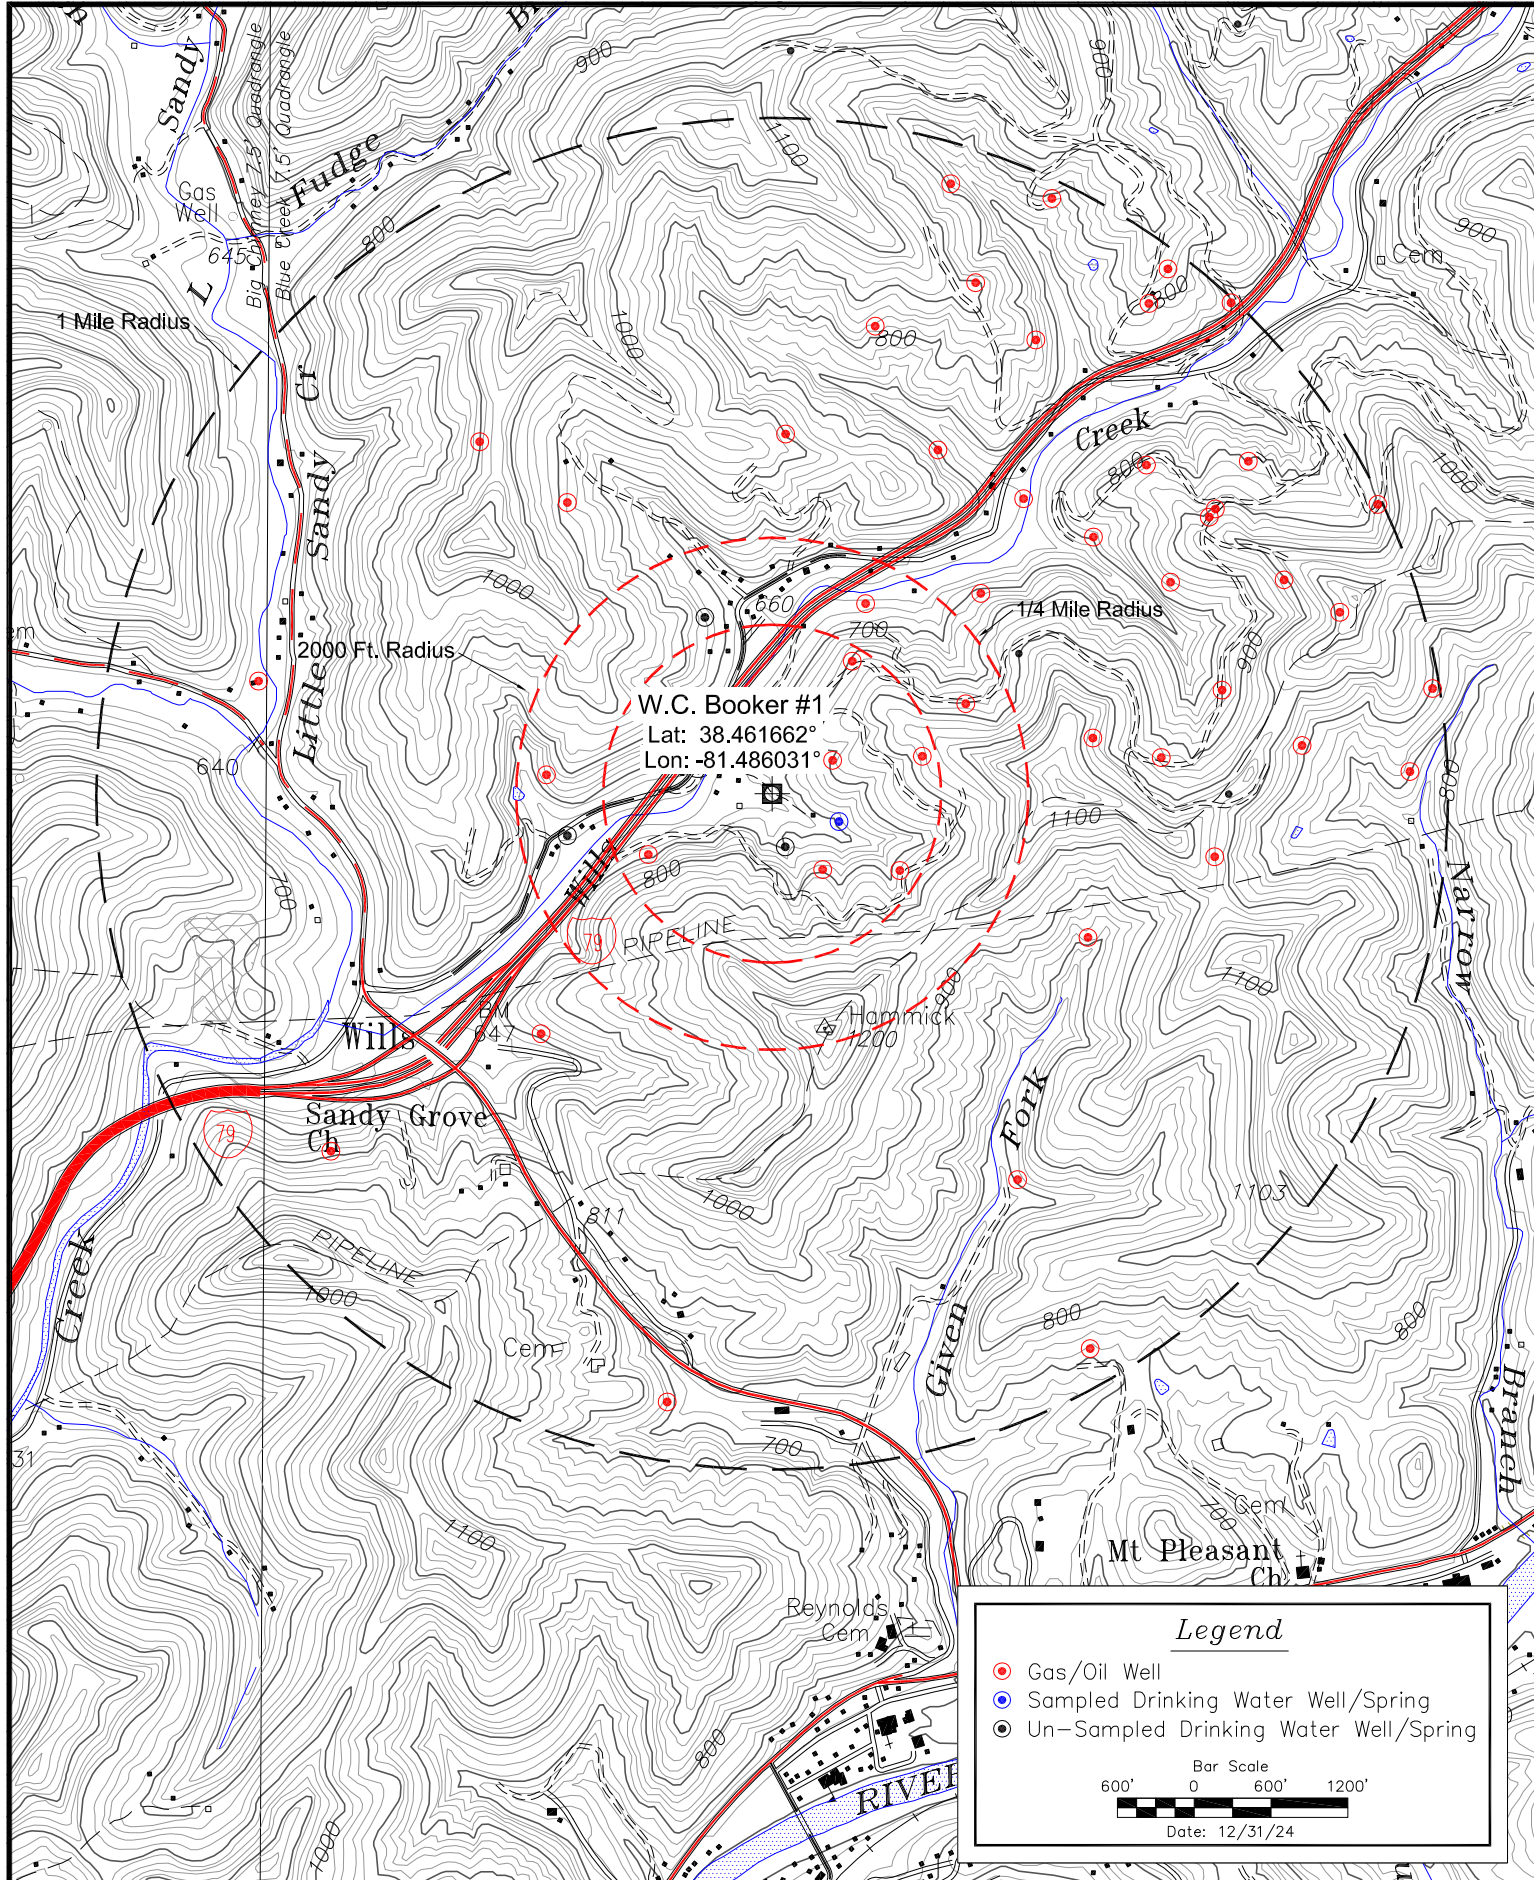 Sandy
Big Chimney 7.5' Quadrangle
Blue Creek 7.5' Quadrangle
900
900
1100
Fudge
Gas
Well
800
645
L
900
Cem
1 Mile Radius
1000
800
800
Cr
Creek
800
1000
Sandy
1000
660
1/4 Mile Radius
700
em
2000 Ft. Radius
900
Little
W.C. Booker #1
Lat: 38.461662°
Lon: -81.486031°
640
800
1100
Wills
800
700
Narrow
79
PIPELINE
1100
900
Hammick
1200
BM
647
Wills
Fork
Sandy Grove
Ch
79
1103
1000
811
PIPELINE
Creek
1000
800
800
Cem
Given
Branch
700
31
1100
700
Cem
Mt Pleasant
Ch
Reynolds
Cem
Legend
Gas/Oil Well
Sampled Drinking Water Well/Spring
Un-Sampled Drinking Water Well/Spring
Bar Scale
600' 0 600' 1200'
Date: 12/31/24
800
RIVER
1000